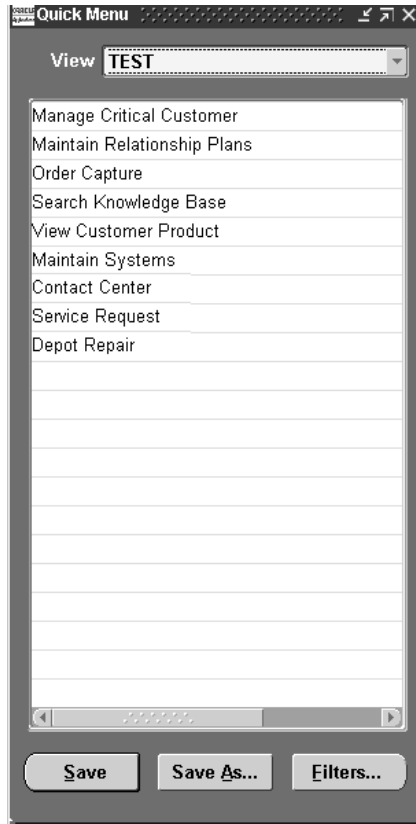 Quick Menu
View TEST
Manage Critical Customer
Maintain Relationship Plans
Order Capture
Search Knowledge Base
View Customer Product
Maintain Systems
Contact Center
Service Request
Depot Repair
Save Save As... Filters...